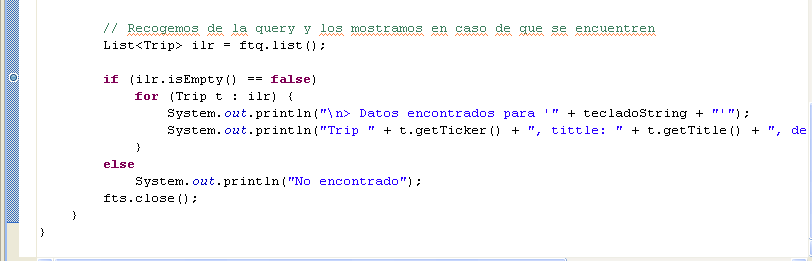 // Recogemos de la query y los mostramos en caso de que se encuentren
List<Trip> ilr = ftq.list();
if (ilr.isEmpty() == false)
for (Trip t : ilr) {
System.out.println("\n> Datos encontrados para '" + tecladoString + "'");
System.out.println("Trip " + t.getTicker() + ", tittle: " + t.getTitle() + ", de
}
else
System.out.println("No encontrado");
fts.close();
}
}